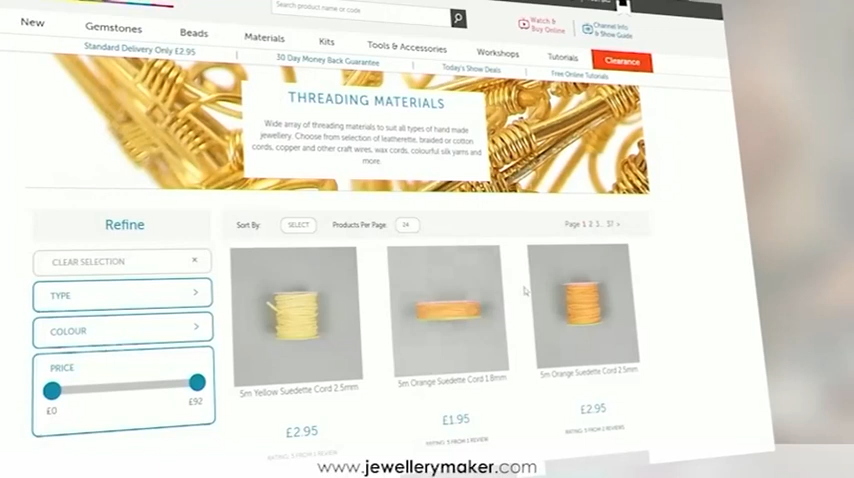 Search product name or code
Watch & Buy Online
Channel Info & Show Guide
New Gemstones Beads Materials Kits Tools & Accessories Workshops Tutorials Clearance
Standard Delivery Only £2.95 | 30 Day Money Back Guarantee | Today's Show Deals | Free Online Tutorials
THREADING MATERIALS
Wide array of threading materials to suit all types of hand made
jewellery. Choose from selection of leatherette, braided or cotton
cords, copper and other craft wires, wax cords, colourful silk yarns and
more.
Refine
Sort By: SELECT Products Per Page: 24 Page 1 2 3.. 37 >
CLEAR SELECTION ×
TYPE >
COLOUR >
PRICE
£0 £92
5m Yellow Suedette Cord 2.5mm 5m Orange Suedette Cord 1.8mm 5m Orange Suedette Cord 2.5mm
£2.95 £1.95 £2.95
RATING: 5 FROM 1 REVIEW RATING: 5 FROM 1 REVIEW RATING: 5 FROM 2 REVIEWS
www.jewellerymaker.com